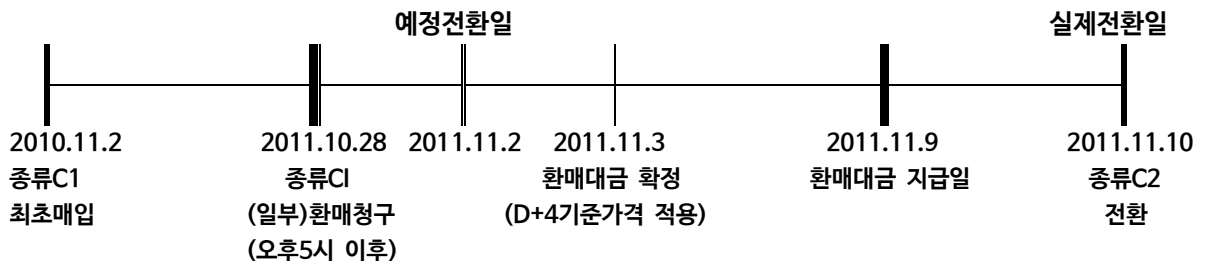 예정전환일 실제전환일
2010.11.2 2011.10.28 2011.11.2 2011.11.3 2011.11.9 2011.11.10
종류C1 종류CI 환매대금 확정 환매대금 지급일 종류C2
최초매입 (일부)환매청구 (D+4기준가격 적용) 전환
(오후5시 이후)